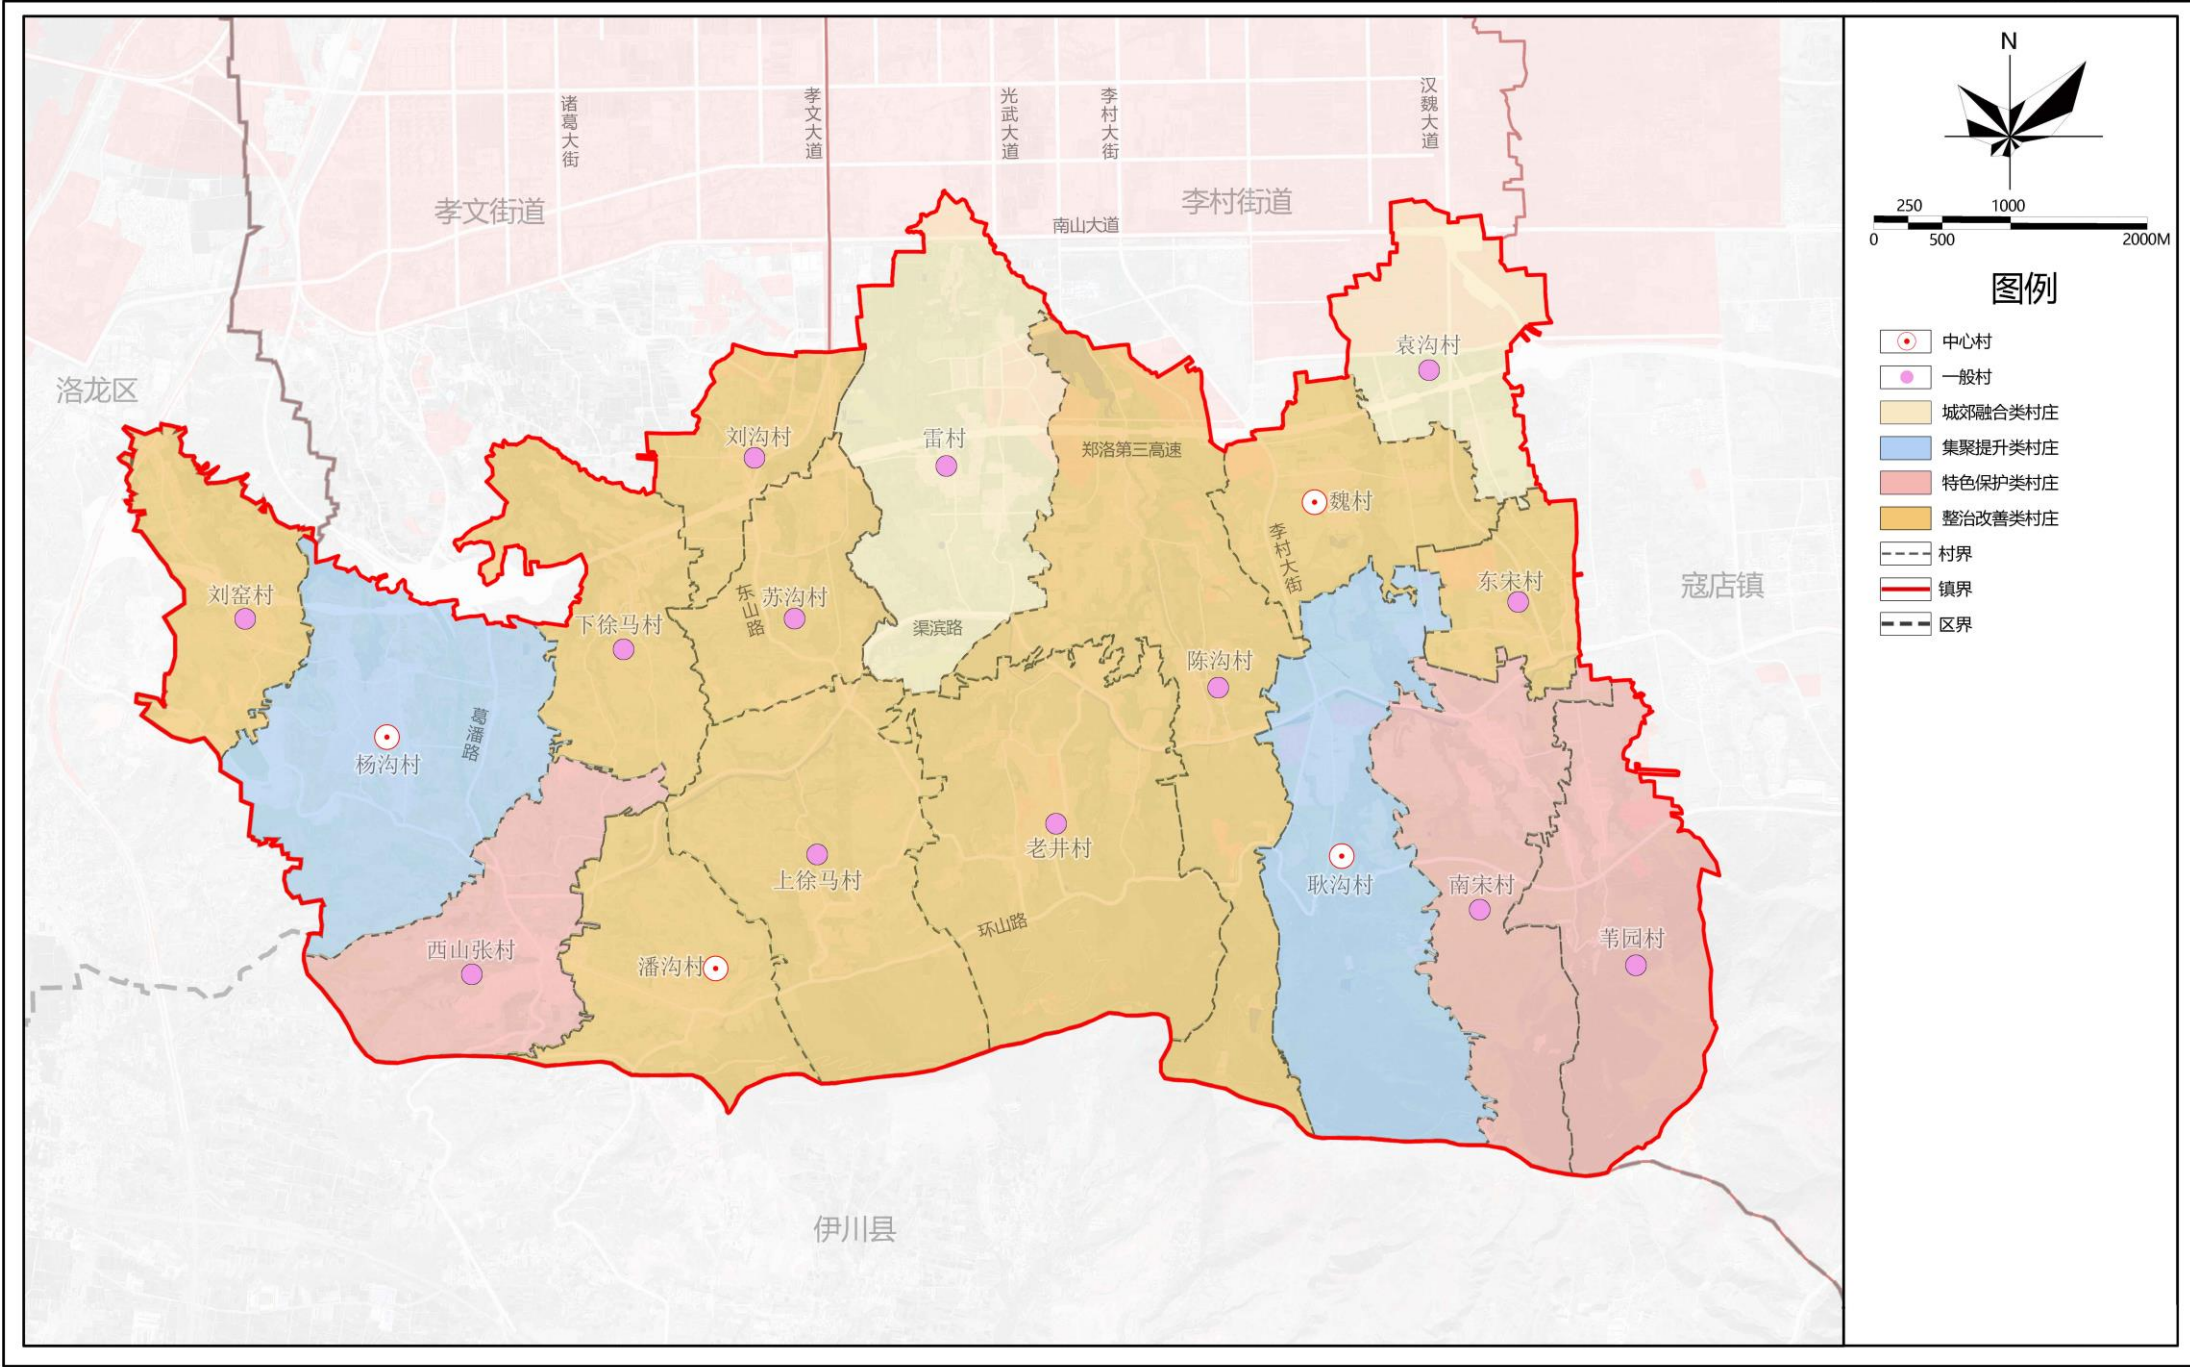 诸葛大街
孝文大道
光武大道
李村大街
汉魏大道
孝文街道
李村街道
南山大道
洛龙区
袁沟村
刘沟村
雷村
郑洛第三高速
魏村
李村大街
刘窑村
下徐马村
东山路
苏沟村
渠滨路
东宋村
寇店镇
陈沟村
葛潘路
杨沟村
老井村
上徐马村
耿沟村
南宋村
环山路
西山张村
潘沟村
苇园村
伊川县
N
250
1000
0
500
2000M
图例
中心村
一般村
城郊融合类村庄
集聚提升类村庄
特色保护类村庄
整治改善类村庄
村界
镇界
区界